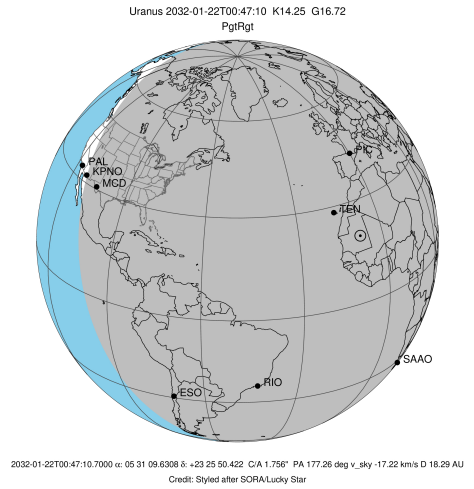 Uranus 2032-01-22T00:47:10 K14.25 G16.72
PgtRgt
PAL
KPNO
MCD
PIC
TEN
SAAO
RIO
ESO
2032-01-22T00:47:10.7000 α: 05 31 09.6308 δ: +23 25 50.422 C/A 1.756" PA 177.26 deg v_sky -17.22 km/s D 18.29 AU
Credit: Styled after SORA/Lucky Star